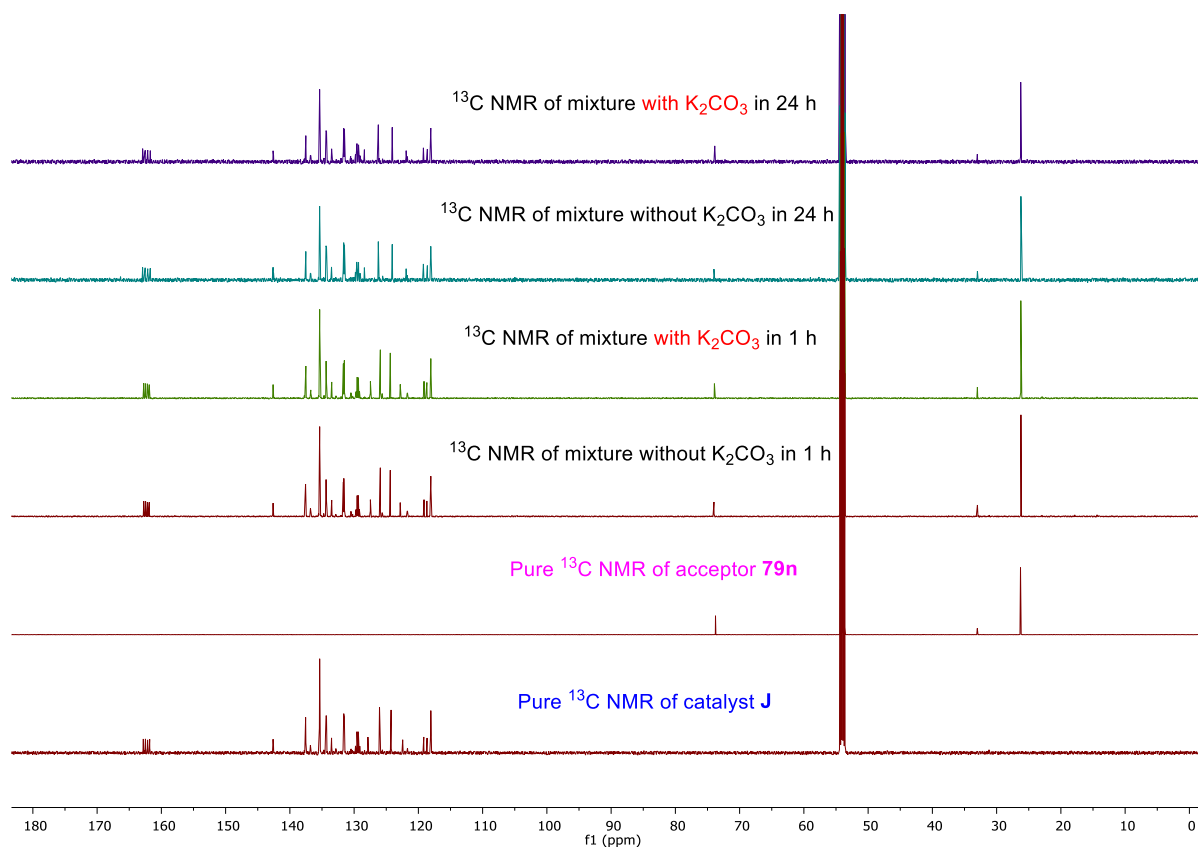 ¹³C NMR of mixture with K₂CO₃ in 24 h
¹³C NMR of mixture without K₂CO₃ in 24 h
¹³C NMR of mixture with K₂CO₃ in 1 h
¹³C NMR of mixture without K₂CO₃ in 1 h
Pure ¹³C NMR of acceptor 79n
Pure ¹³C NMR of catalyst J
180 170 160 150 140 130 120 110 100 90 80 70 60 50 40 30 20 10 0
f1 (ppm)